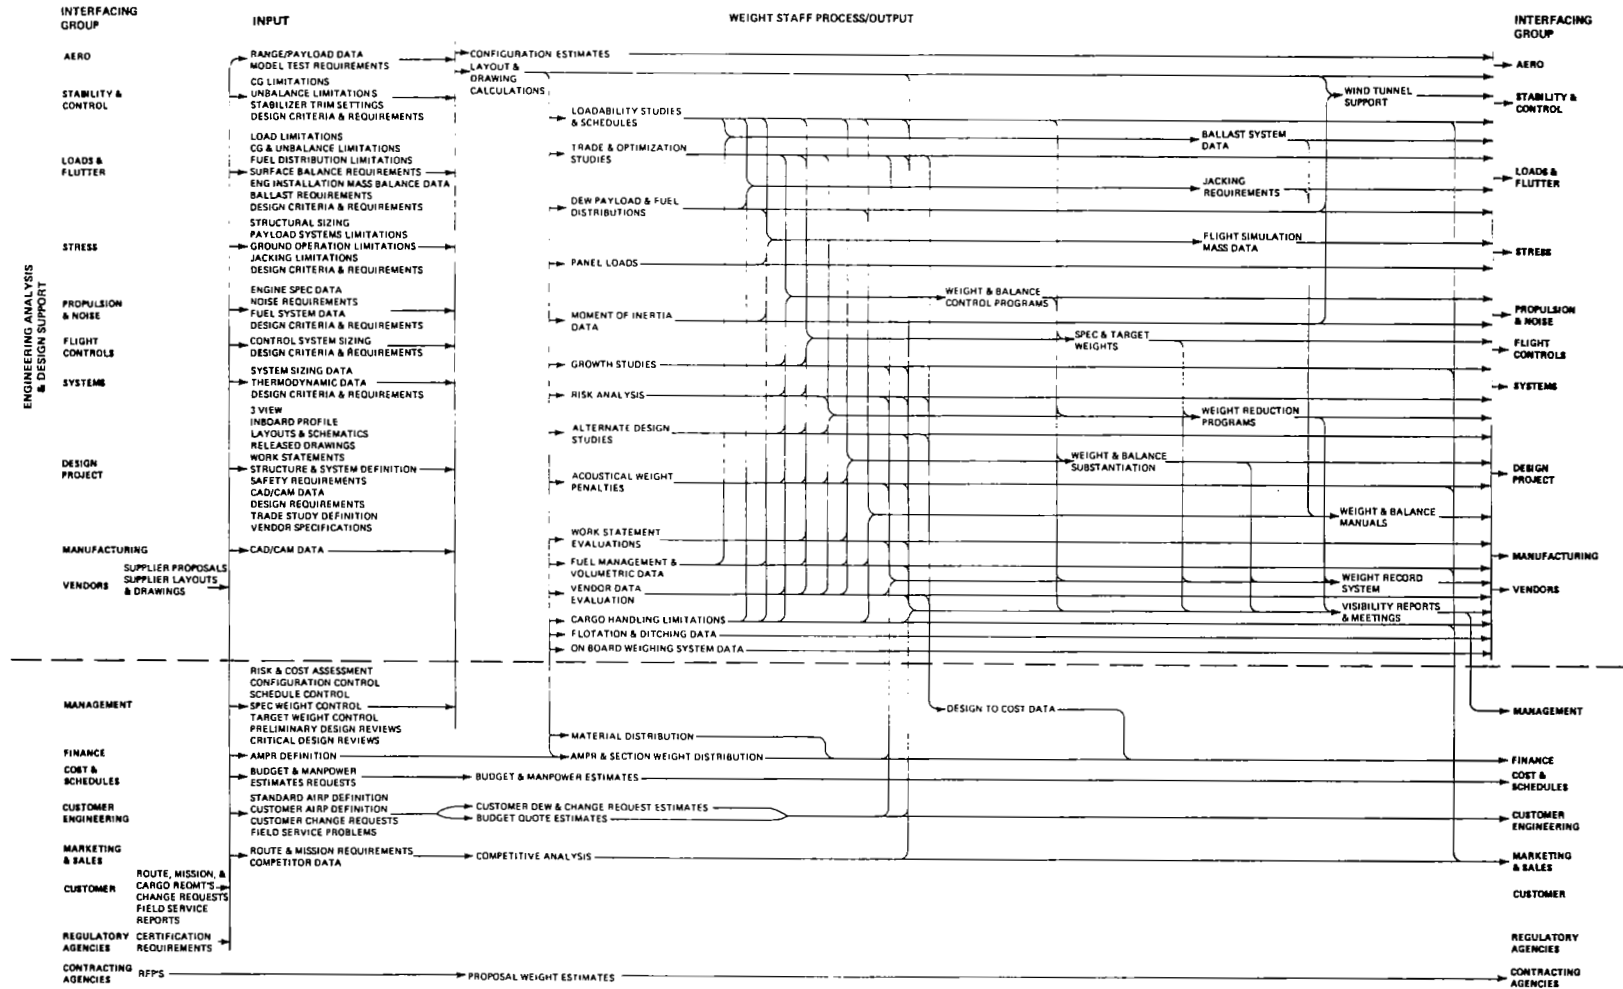 INTERFACING
GROUP
INPUT
WEIGHT STAFF PROCESS/OUTPUT
INTERFACING
GROUP
ENGINEERING ANALYSIS
& DESIGN SUPPORT
AERO
STABILITY &
CONTROL
LOADS &
FLUTTER
STRESS
PROPULSION
& NOISE
FLIGHT
CONTROLS
SYSTEMS
DESIGN
PROJECT
MANUFACTURING
VENDORS
SUPPLIER PROPOSALS
SUPPLIER LAYOUTS
& DRAWINGS
MANAGEMENT
FINANCE
COST &
SCHEDULES
CUSTOMER
ENGINEERING
MARKETING
& SALES
CUSTOMER
ROUTE, MISSION, &
CARGO REQMT'S
CHANGE REQUESTS
FIELD SERVICE
REPORTS
REGULATORY
AGENCIES
CERTIFICATION
REQUIREMENTS
CONTRACTING
AGENCIES
RFP'S
RANGE/PAYLOAD DATA
MODEL TEST REQUIREMENTS
CG LIMITATIONS
UNBALANCE LIMITATIONS
STABILIZER TRIM SETTINGS
DESIGN CRITERIA & REQUIREMENTS
LOAD LIMITATIONS
CG & UNBALANCE LIMITATIONS
FUEL DISTRIBUTION LIMITATIONS
SURFACE BALANCE REQUIREMENTS
ENG INSTALLATION MASS BALANCE DATA
BALLAST REQUIREMENTS
DESIGN CRITERIA & REQUIREMENTS
STRUCTURAL SIZING
PAYLOAD SYSTEMS LIMITATIONS
GROUND OPERATION LIMITATIONS
JACKING LIMITATIONS
DESIGN CRITERIA & REQUIREMENTS
ENGINE SPEC DATA
NOISE REQUIREMENTS
FUEL SYSTEM DATA
DESIGN CRITERIA & REQUIREMENTS
CONTROL SYSTEM SIZING
DESIGN CRITERIA & REQUIREMENTS
SYSTEM SIZING DATA
THERMODYNAMIC DATA
DESIGN CRITERIA & REQUIREMENTS
3 VIEW
INBOARD PROFILE
LAYOUTS & SCHEMATICS
RELEASED DRAWINGS
WORK STATEMENTS
STRUCTURE & SYSTEM DEFINITION
SAFETY REQUIREMENTS
CAD/CAM DATA
DESIGN REQUIREMENTS
TRADE STUDY DEFINITION
VENDOR SPECIFICATIONS
CAD/CAM DATA
RISK & COST ASSESSMENT
CONFIGURATION CONTROL
SCHEDULE CONTROL
SPEC WEIGHT CONTROL
TARGET WEIGHT CONTROL
PRELIMINARY DESIGN REVIEWS
CRITICAL DESIGN REVIEWS
AMPR DEFINITION
BUDGET & MANPOWER
ESTIMATES REQUESTS
STANDARD AIRP DEFINITION
CUSTOMER AIRP DEFINITION
CUSTOMER CHANGE REQUESTS
FIELD SERVICE PROBLEMS
ROUTE & MISSION REQUIREMENTS
COMPETITOR DATA
CONFIGURATION ESTIMATES
LAYOUT &
DRAWING
CALCULATIONS
LOADABILITY STUDIES
& SCHEDULES
TRADE & OPTIMIZATION
STUDIES
DEW PAYLOAD & FUEL
DISTRIBUTIONS
PANEL LOADS
MOMENT OF INERTIA
DATA
GROWTH STUDIES
RISK ANALYSIS
ALTERNATE DESIGN
STUDIES
ACOUSTICAL WEIGHT
PENALTIES
WORK STATEMENT
EVALUATIONS
FUEL MANAGEMENT &
VOLUMETRIC DATA
VENDOR DATA
EVALUATION
CARGO HANDLING LIMITATIONS
FLOTATION & DITCHING DATA
ON BOARD WEIGHING SYSTEM DATA
MATERIAL DISTRIBUTION
AMPR & SECTION WEIGHT DISTRIBUTION
BUDGET & MANPOWER ESTIMATES
CUSTOMER DEW & CHANGE REQUEST ESTIMATES
BUDGET QUOTE ESTIMATES
COMPETITIVE ANALYSIS
PROPOSAL WEIGHT ESTIMATES
WIND TUNNEL
SUPPORT
BALLAST SYSTEM
DATA
JACKING
REQUIREMENTS
FLIGHT SIMULATION
MASS DATA
WEIGHT & BALANCE
CONTROL PROGRAMS
SPEC & TARGET
WEIGHTS
WEIGHT REDUCTION
PROGRAMS
WEIGHT & BALANCE
SUBSTANTIATION
WEIGHT & BALANCE
MANUALS
WEIGHT RECORD
SYSTEM
VISIBILITY REPORTS
& MEETINGS
DESIGN TO COST DATA
AERO
STABILITY &
CONTROL
LOADS &
FLUTTER
STRESS
PROPULSION
& NOISE
FLIGHT
CONTROLS
SYSTEMS
DESIGN
PROJECT
MANUFACTURING
VENDORS
MANAGEMENT
FINANCE
COST &
SCHEDULES
CUSTOMER
ENGINEERING
MARKETING
& SALES
CUSTOMER
REGULATORY
AGENCIES
CONTRACTING
AGENCIES